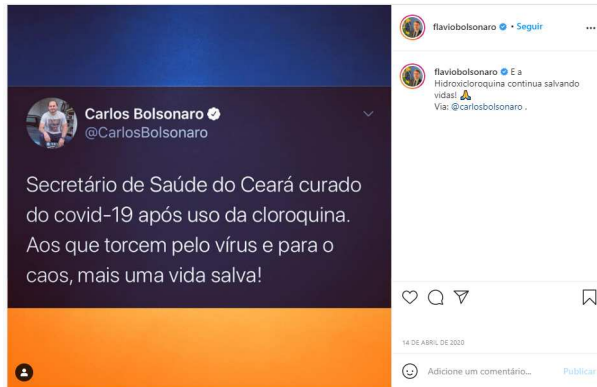 Carlos Bolsonaro
@CarlosBolsonaro
Secretário de Saúde do Ceará curado
do covid-19 após uso da cloroquina.
Aos que torcem pelo vírus e para o
caos, mais uma vida salva!
flaviobolsonaro • Seguir
flaviobolsonaro E a
Hidroxicloroquina continua salvando
vidas! 🙏
Via: @carlosbolsonaro .
14 DE ABRIL DE 2020
Adicione um comentário... Publicar